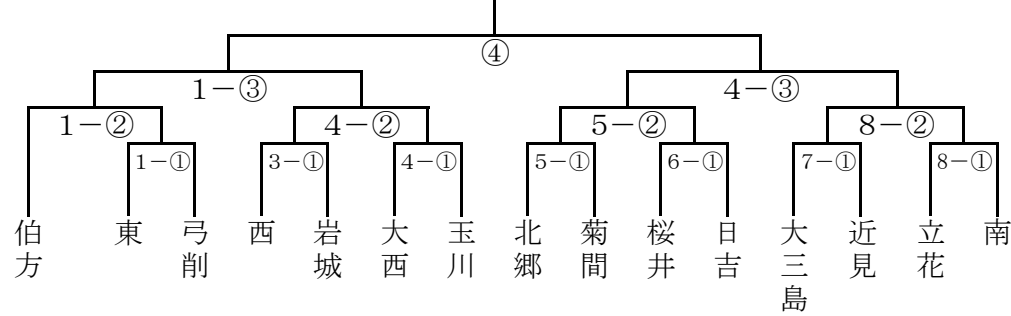 ④
1－③
4－③
1－②
4－②
5－②
8－②
1－①
3－①
4－①
5－①
6－①
7－①
8－①
伯方
東
弓削
西
岩城
大西
玉川
北郷
菊間
桜井
日吉
大三島
近見
立花
南